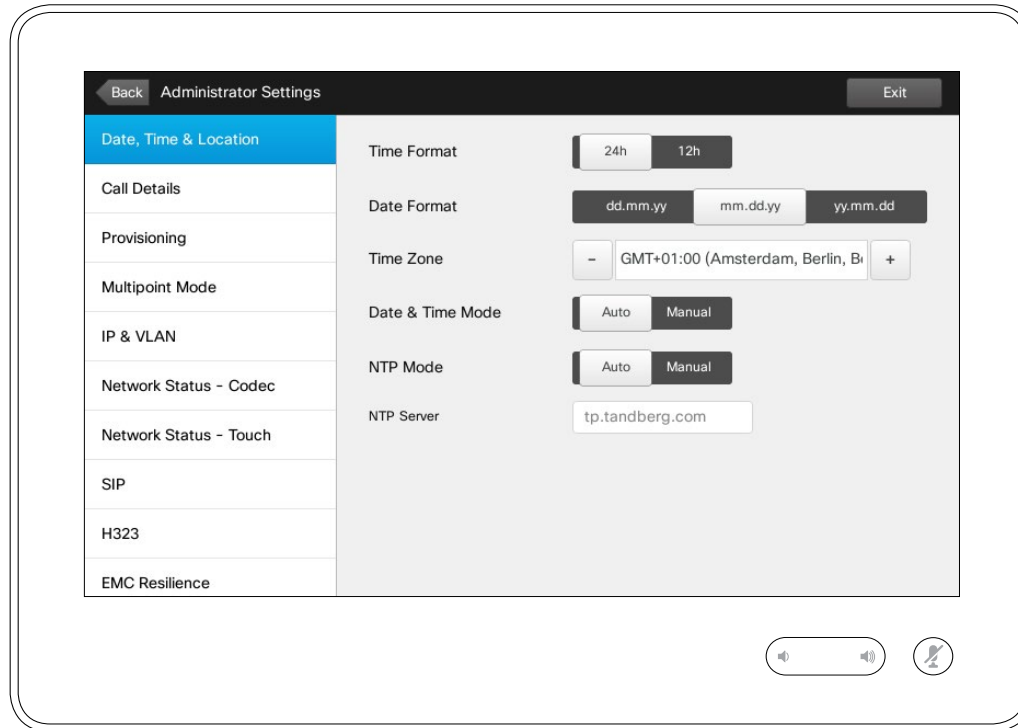 Back Administrator Settings Exit
Date, Time & Location
Call Details
Provisioning
Multipoint Mode
IP & VLAN
Network Status - Codec
Network Status - Touch
SIP
H323
EMC Resilience
Time Format 24h 12h
Date Format dd.mm.yy mm.dd.yy yy.mm.dd
Time Zone - GMT+01:00 (Amsterdam, Berlin, +
Date & Time Mode Auto Manual
NTP Mode Auto Manual
NTP Server tp.tandberg.com